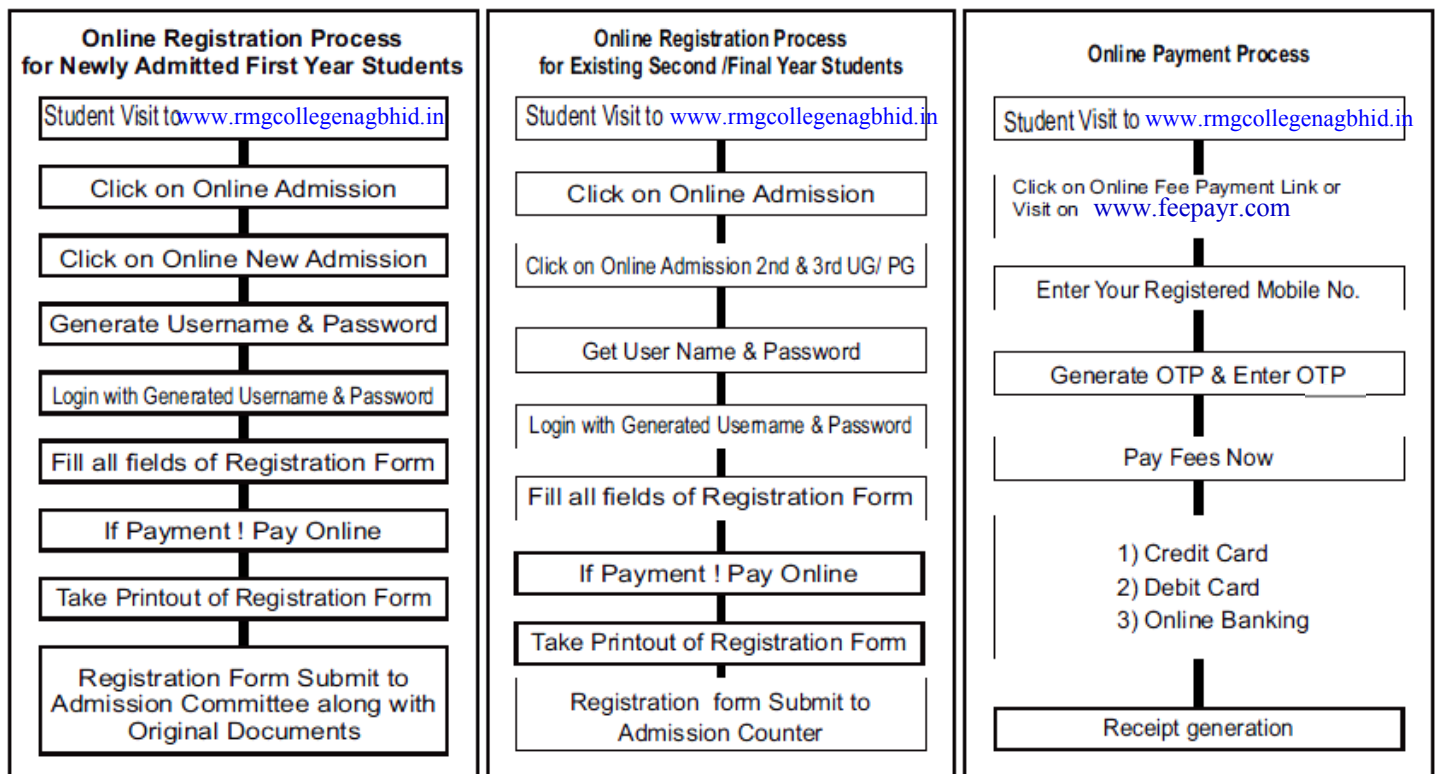 Online Registration Process
for Newly Admitted First Year Students
Student Visit to www.rmgcollegenagbhid.in
Click on Online Admission
Click on Online New Admission
Generate Username & Password
Login with Generated Username & Password
Fill all fields of Registration Form
If Payment ! Pay Online
Take Printout of Registration Form
Registration Form Submit to
Admission Committee along with
Original Documents
Online Registration Process
for Existing Second /Final Year Students
Student Visit to www.rmgcollegenagbhid.in
Click on Online Admission
Click on Online Admission 2nd & 3rd UG/ PG
Get User Name & Password
Login with Generated Username & Password
Fill all fields of Registration Form
If Payment ! Pay Online
Take Printout of Registration Form
Registration form Submit to
Admission Counter
Online Payment Process
Student Visit to www.rmgcollegenagbhid.in
Click on Online Fee Payment Link or
Visit on www.feepayr.com
Enter Your Registered Mobile No.
Generate OTP & Enter OTP
Pay Fees Now
1) Credit Card
2) Debit Card
3) Online Banking
Receipt generation